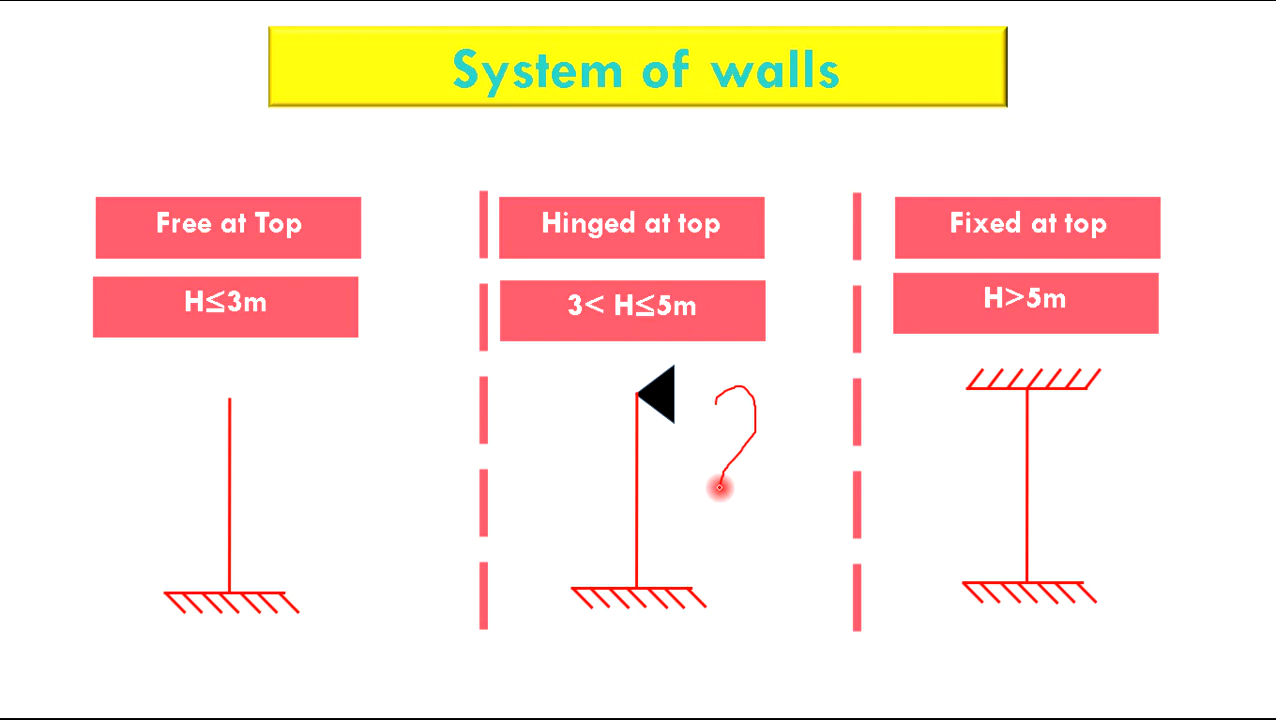 System of walls
Free at Top
Hinged at top
Fixed at top
H≤3m
3< H≤5m
H>5m
?